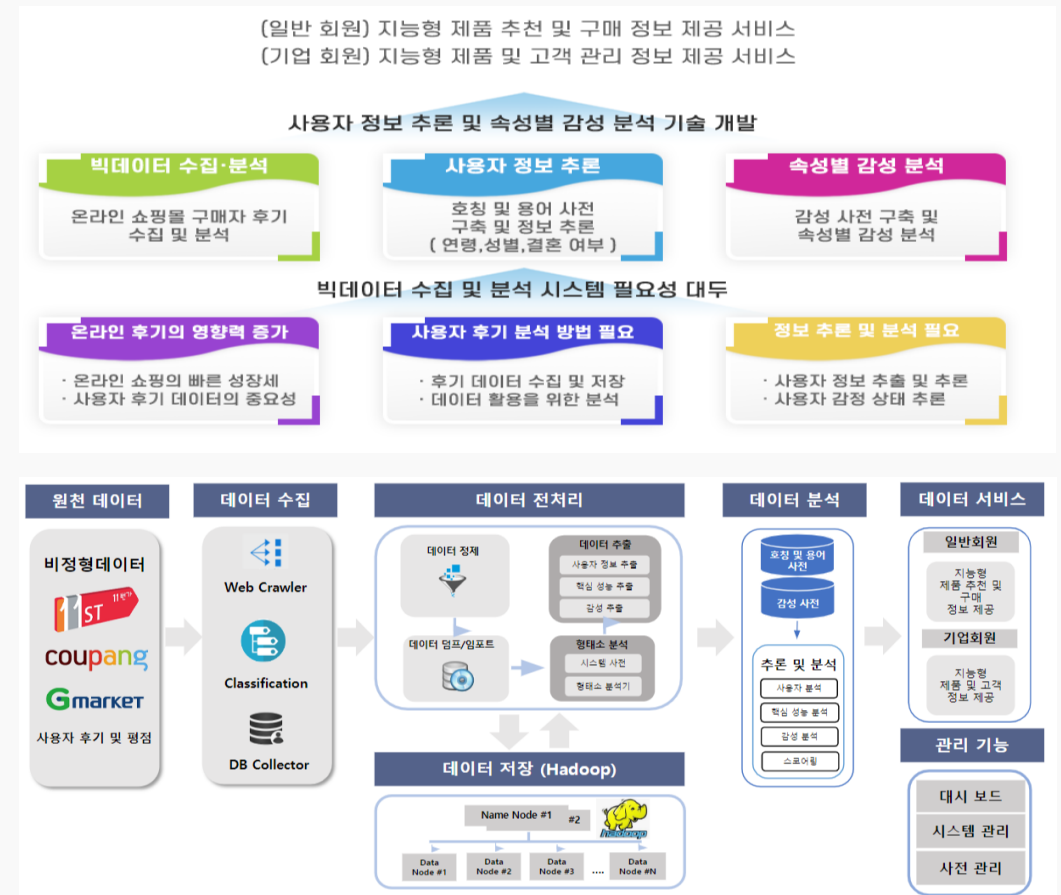 (일반 회원) 지능형 제품 추천 및 구매 정보 제공 서비스
(기업 회원) 지능형 제품 및 고객 관리 정보 제공 서비스
사용자 정보 추론 및 속성별 감성 분석 기술 개발
빅데이터 수집·분석
온라인 쇼핑몰 구매자 후기
수집 및 분석
사용자 정보 추론
호칭 및 용어 사전
구축 및 정보 추론
( 연령,성별,결혼 여부 )
속성별 감성 분석
감성 사전 구축 및
속성별 감성 분석
빅데이터 수집 및 분석 시스템 필요성 대두
온라인 후기의 영향력 증가
· 온라인 쇼핑의 빠른 성장세
· 사용자 후기 데이터의 중요성
사용자 후기 분석 방법 필요
· 후기 데이터 수집 및 저장
· 데이터 활용을 위한 분석
정보 추론 및 분석 필요
· 사용자 정보 추출 및 추론
· 사용자 감정 상태 추론
원천 데이터
비정형데이터
11ST 11번가
coupang
Gmarket
사용자 후기 및 평점
데이터 수집
Web Crawler
Classification
DB Collector
데이터 전처리
데이터 정제
데이터 덤프/임포트
데이터 추출
사용자 정보 추출
핵심 성능 추출
감성 추출
형태소 분석
시스템 사전
형태소 분석기
데이터 저장 (Hadoop)
Name Node #1
#2
hadoop
Data
Node #1
Data
Node #2
Data
Node #3
....
Data
Node #N
데이터 분석
호칭 및 용어
사전
감성 사전
추론 및 분석
사용자 분석
핵심 성능 분석
감성 분석
스코어링
데이터 서비스
일반회원
지능형
제품 추천 및
구매
정보 제공
기업회원
지능형
제품 및 고객
정보 제공
관리 기능
대시 보드
시스템 관리
사전 관리